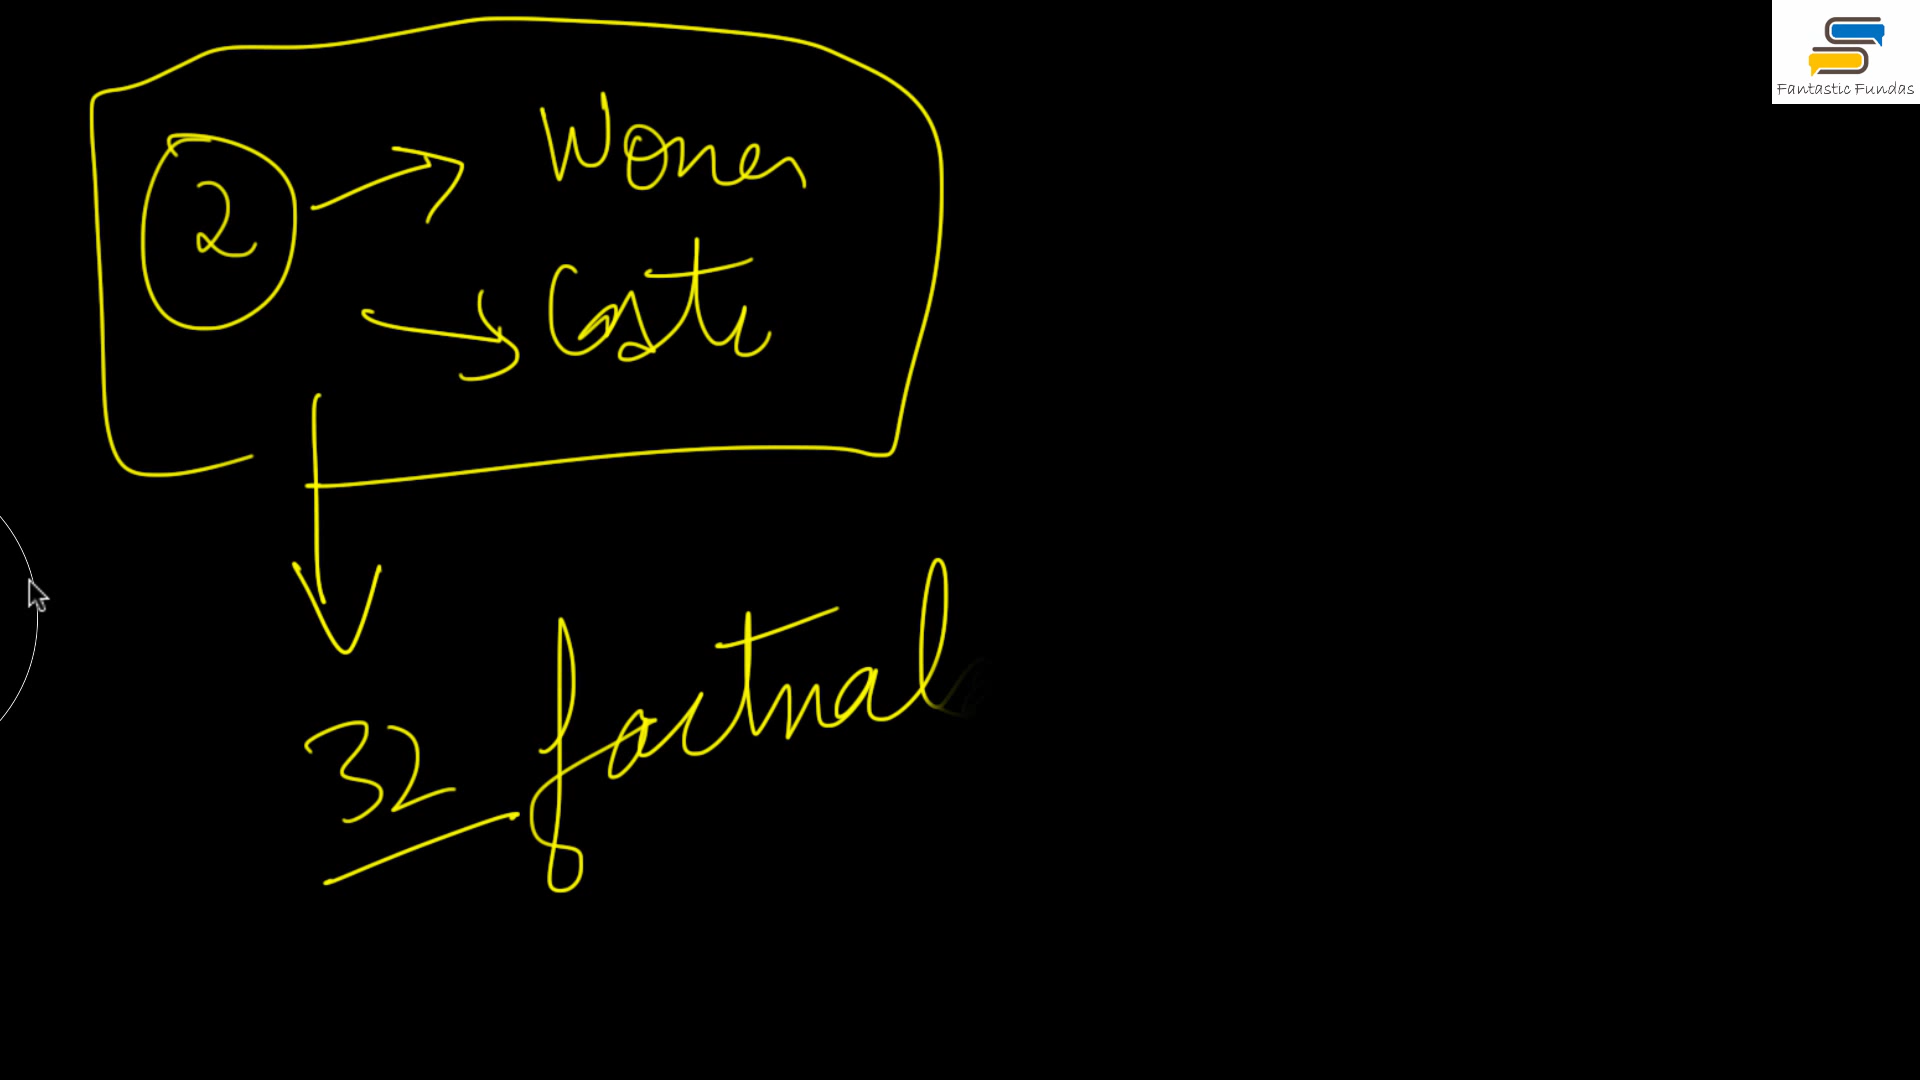 2 → Women
→ Caste
32 factual
Fantastic Fundas